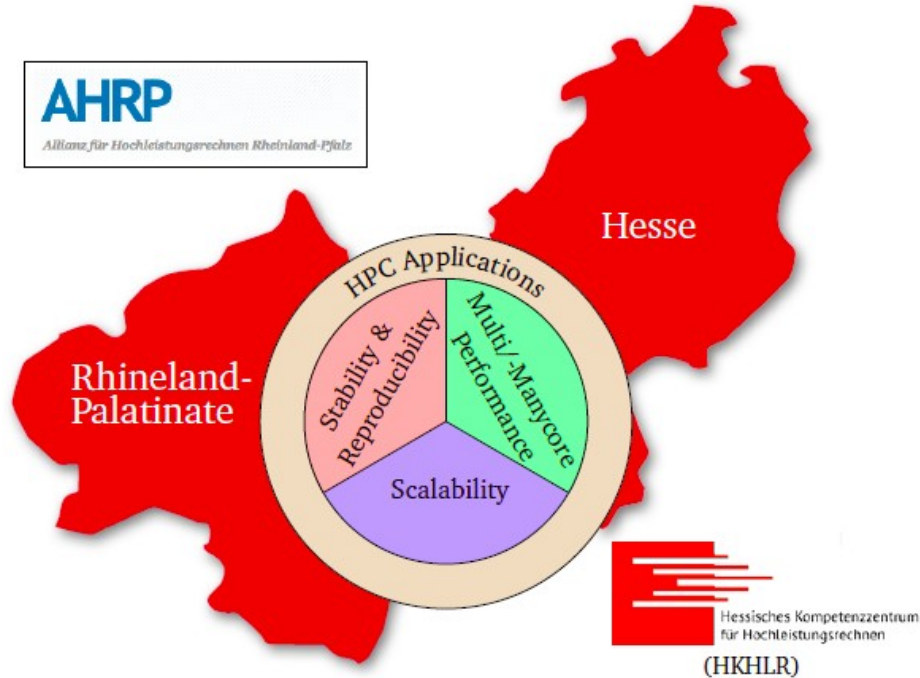 AHRP
Allianz für Hochleistungsrechnen Rheinland-Pfalz
Hesse
HPC Applications
Stability &
Reproducibility
Multi/-Manycore
Performance
Rhineland-
Palatinate
Scalability
Hessisches Kompetenzzentrum
für Hochleistungsrechnen
(HKHLR)